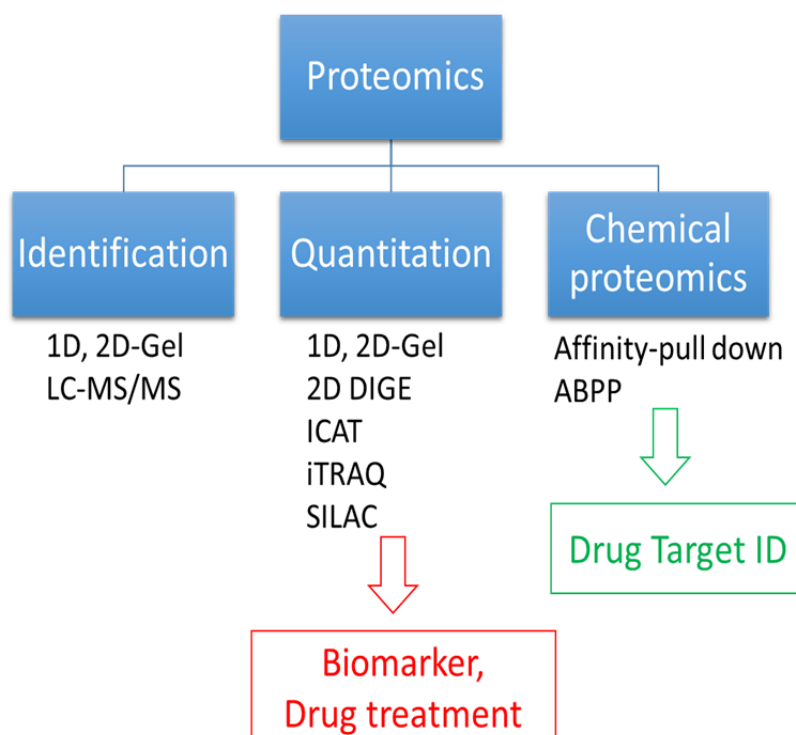 Proteomics
Identification
1D, 2D-Gel
LC-MS/MS
Quantitation
1D, 2D-Gel
2D DIGE
ICAT
iTRAQ
SILAC
Biomarker,
Drug treatment
Chemical
proteomics
Affinity-pull down
ABPP
Drug Target ID